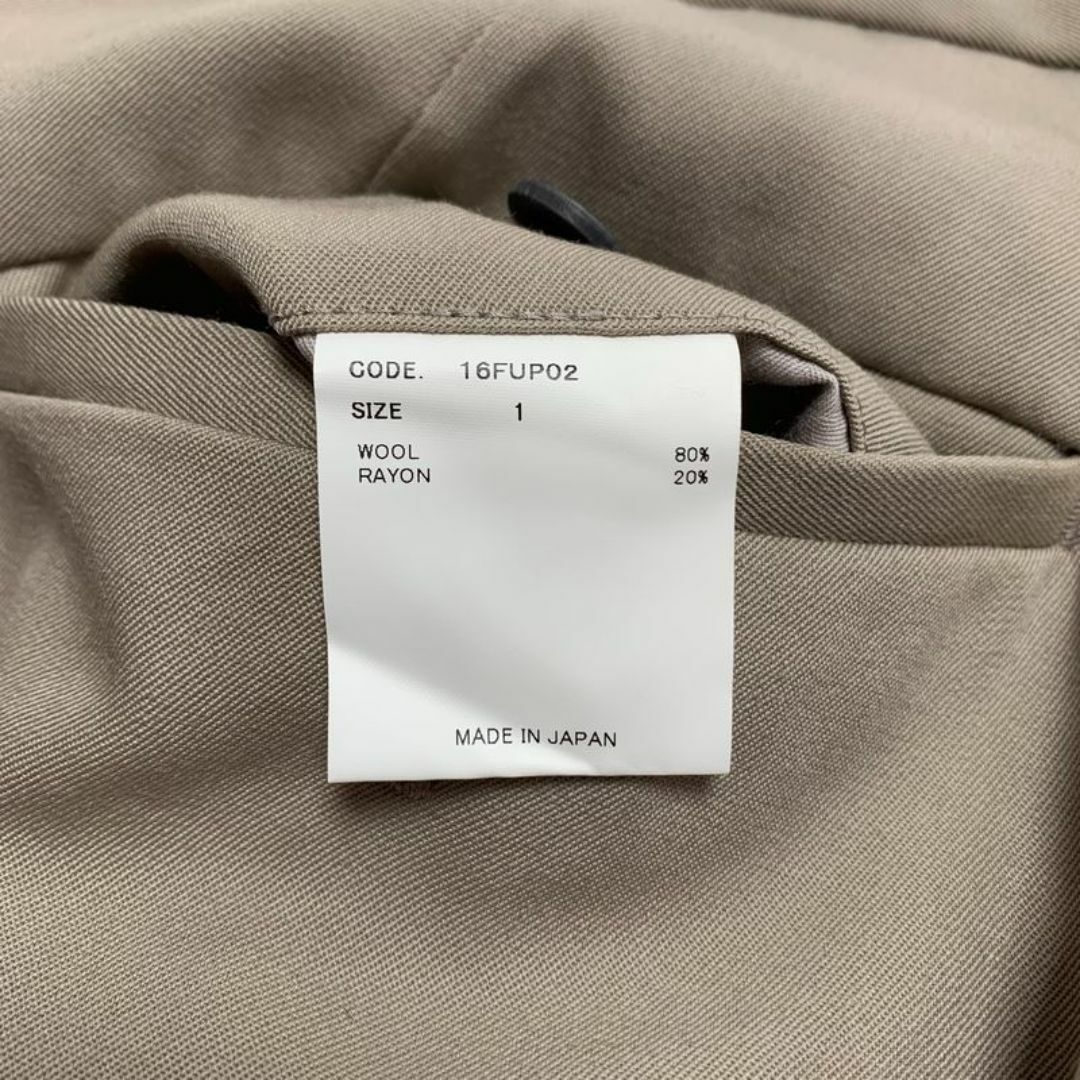 CODE. 16FUP02
SIZE 1
WOOL 80%
RAYON 20%
MADE IN JAPAN